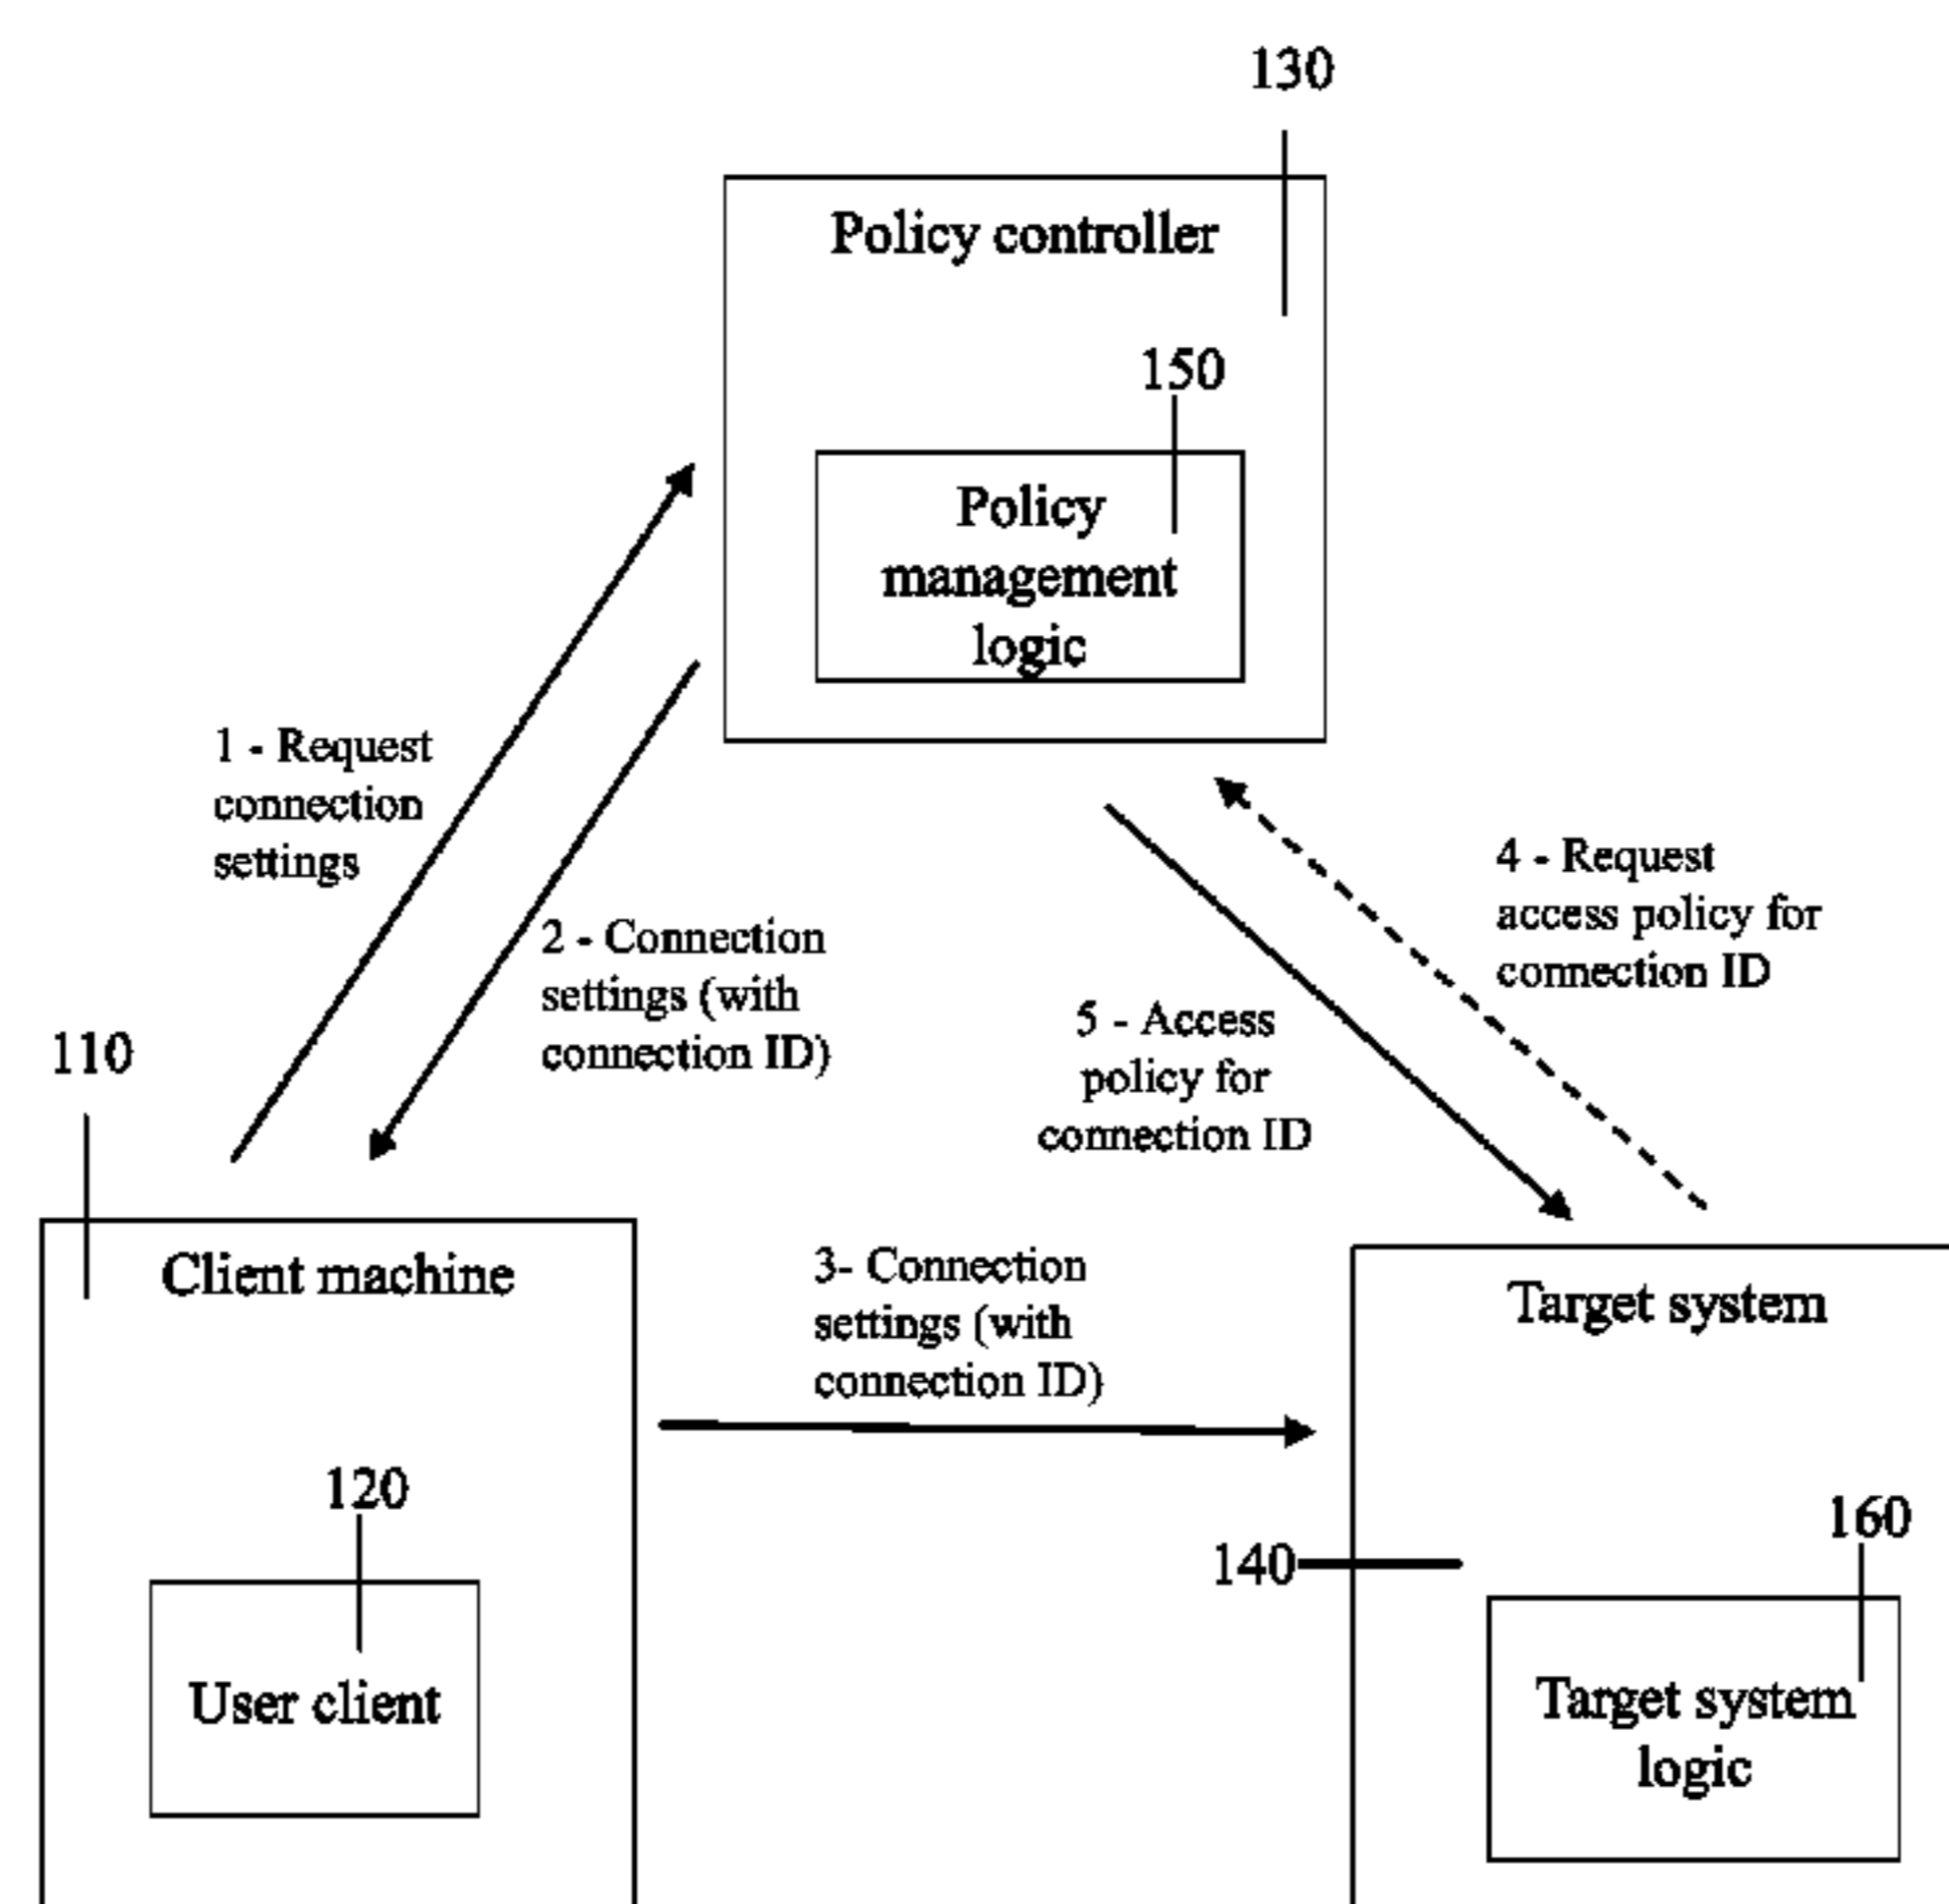 130
Policy controller
150
Policy
management
logic
1 - Request
connection
settings
2 - Connection
settings (with
connection ID)
4 - Request
access policy for
connection ID
5 - Access
policy for
connection ID
110
Client machine
3- Connection
settings (with
connection ID)
Target system
120
User client
140
160
Target system
logic